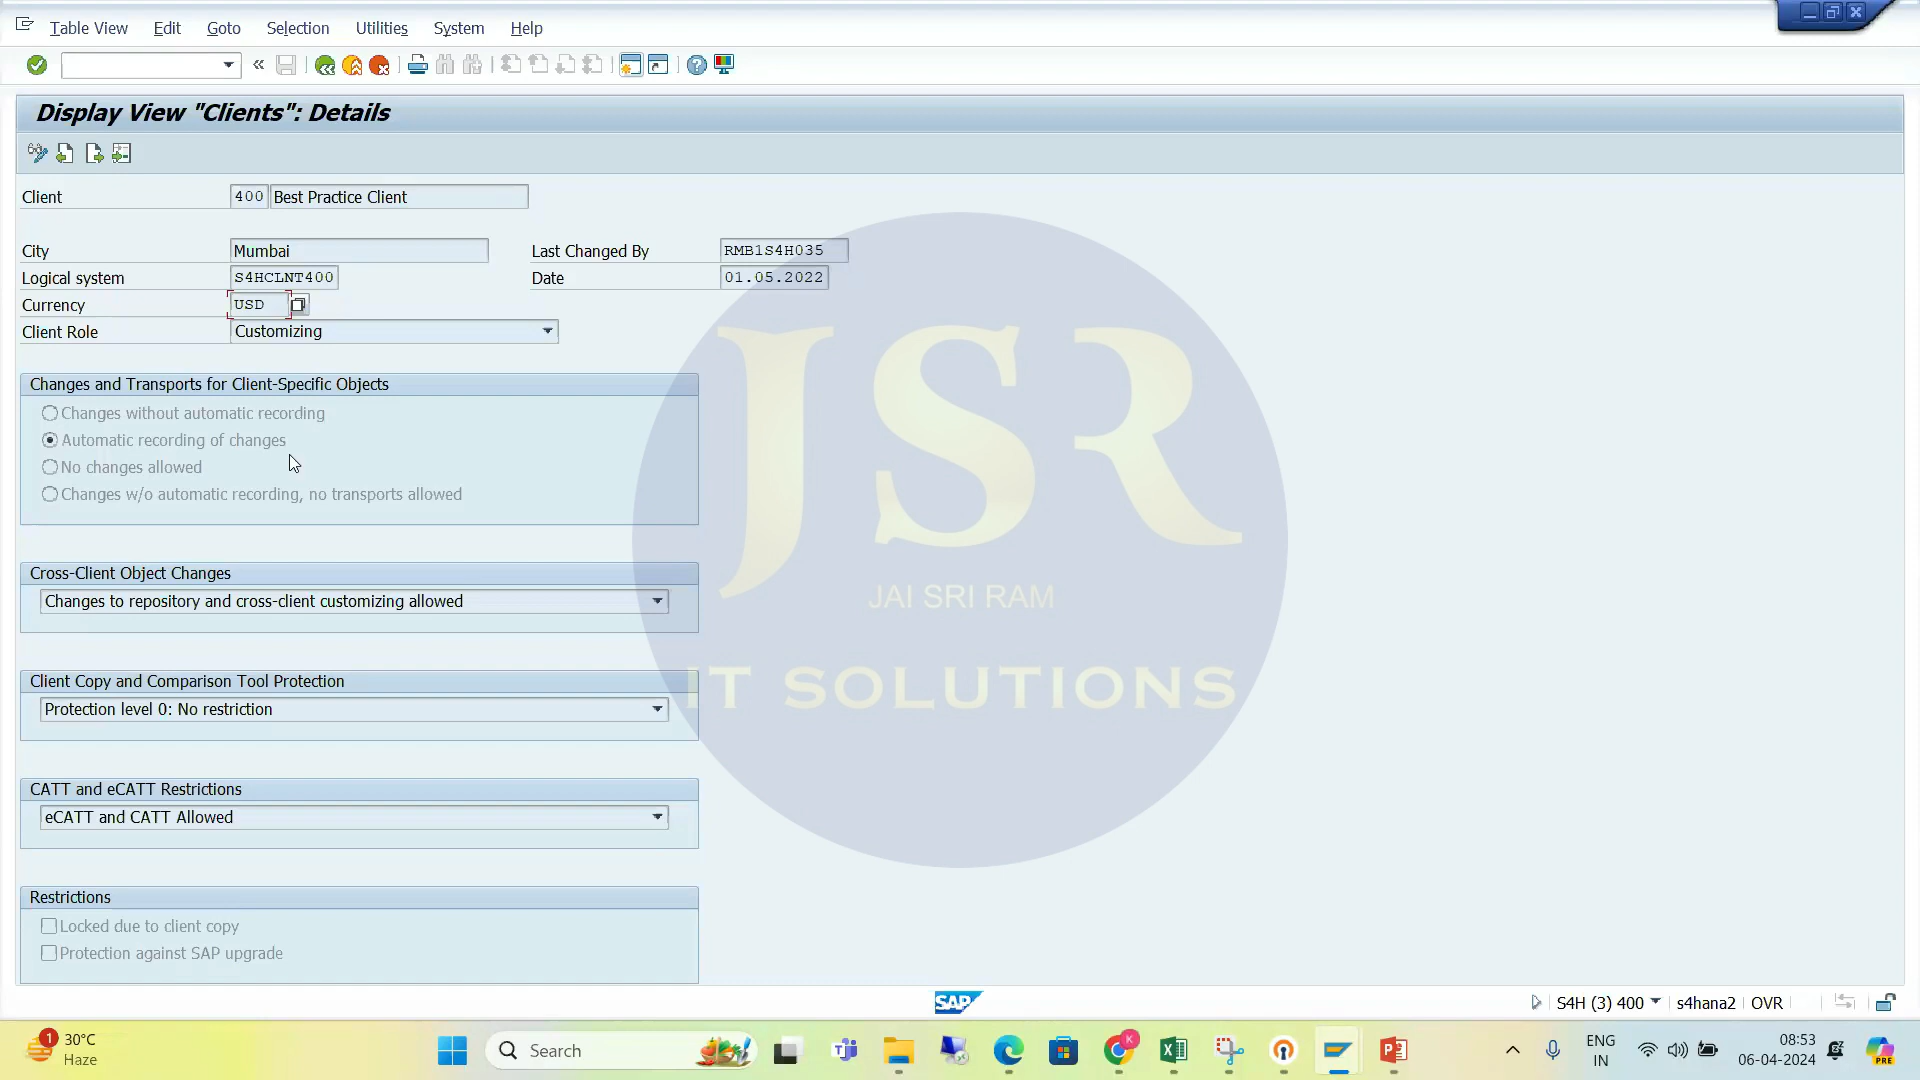 Table View Edit Goto Selection Utilities System Help
Display View "Clients": Details
Client 400 Best Practice Client
City Mumbai Last Changed By RMB1S4H035
Logical system S4HCLNT400 Date 01.05.2022
Currency USD
Client Role Customizing
Changes and Transports for Client-Specific Objects
Changes without automatic recording
Automatic recording of changes
No changes allowed
Changes w/o automatic recording, no transports allowed
Cross-Client Object Changes
Changes to repository and cross-client customizing allowed
Client Copy and Comparison Tool Protection
Protection level 0: No restriction
CATT and eCATT Restrictions
eCATT and CATT Allowed
Restrictions
Locked due to client copy
Protection against SAP upgrade
JSR
JAI SRI RAM
IT SOLUTIONS
SAP
S4H (3) 400 s4hana2 OVR
1 30°C
Haze
Search
K
ENG
IN
08:53
06-04-2024
PRE